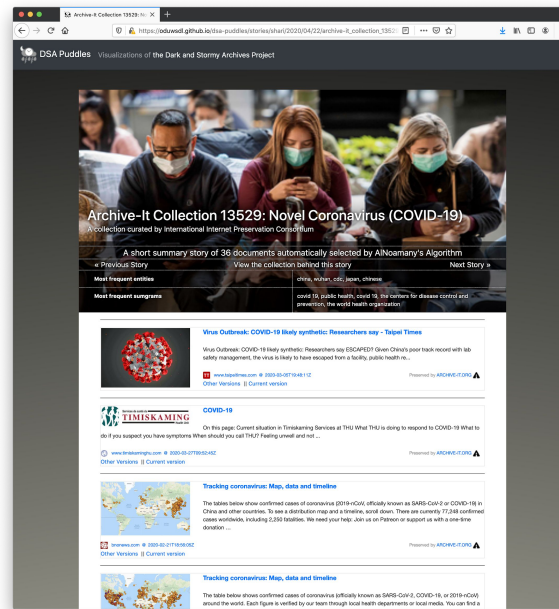 Archive-It Collection 13529: No
https://oduwsdl.github.io/dsa-puddles/stories/shari/2020/04/22/archive-it_collection_1352
DSA Puddles Visualizations of the Dark and Stormy Archives Project
Archive-It Collection 13529: Novel Coronavirus (COVID-19)
A collection curated by International Internet Preservation Consortium
A short summary story of 36 documents automatically selected by AlNoamany's Algorithm
« Previous Story View the collection behind this story Next Story »
Most frequent entities china, wuhan, cdc, japan, chinese
Most frequent sumgrams covid 19, public health, covid 19, the centers for disease control and
prevention, the world health organization
Virus Outbreak: COVID-19 likely synthetic: Researchers say - Taipei Times
Virus Outbreak: COVID-19 likely synthetic: Researchers say ESCAPED? Given China's poor track record with lab
safety management, the virus is likely to have escaped from a facility, public health re...
TT www.taipeitimes.com @ 2020-03-05T19:48:11Z Preserved by ARCHIVE-IT.ORG
Other Versions || Current version
TIMISKAMING
COVID-19
On this page: Current situation in Timiskaming Services at THU What THU is doing to respond to COVID-19 What to
do if you suspect you have symptoms When should you call THU? Feeling unwell and not ...
www.timiskaminghu.com @ 2020-03-27T09:52:45Z Preserved by ARCHIVE-IT.ORG
Other Versions || Current version
Tracking coronavirus: Map, data and timeline
The tables below show confirmed cases of coronavirus (2019-nCoV, officially known as SARS-CoV-2 or COVID-19) in
China and other countries. To see a distribution map and a timeline, scroll down. There are currently 77,248 confirmed
cases worldwide, including 2,250 fatalities. We need your help: Join us on Patreon or support us with a one-time
donation ...
bnonews.com @ 2020-02-21T18:56:05Z Preserved by ARCHIVE-IT.ORG
Other Versions || Current version
Tracking coronavirus: Map, data and timeline
The table below shows confirmed cases of coronavirus (officially known as SARS-CoV-2, COVID-19, or 2019-nCoV)
around the world. Each figure is verified by our team through local health departments or local media. You can find a